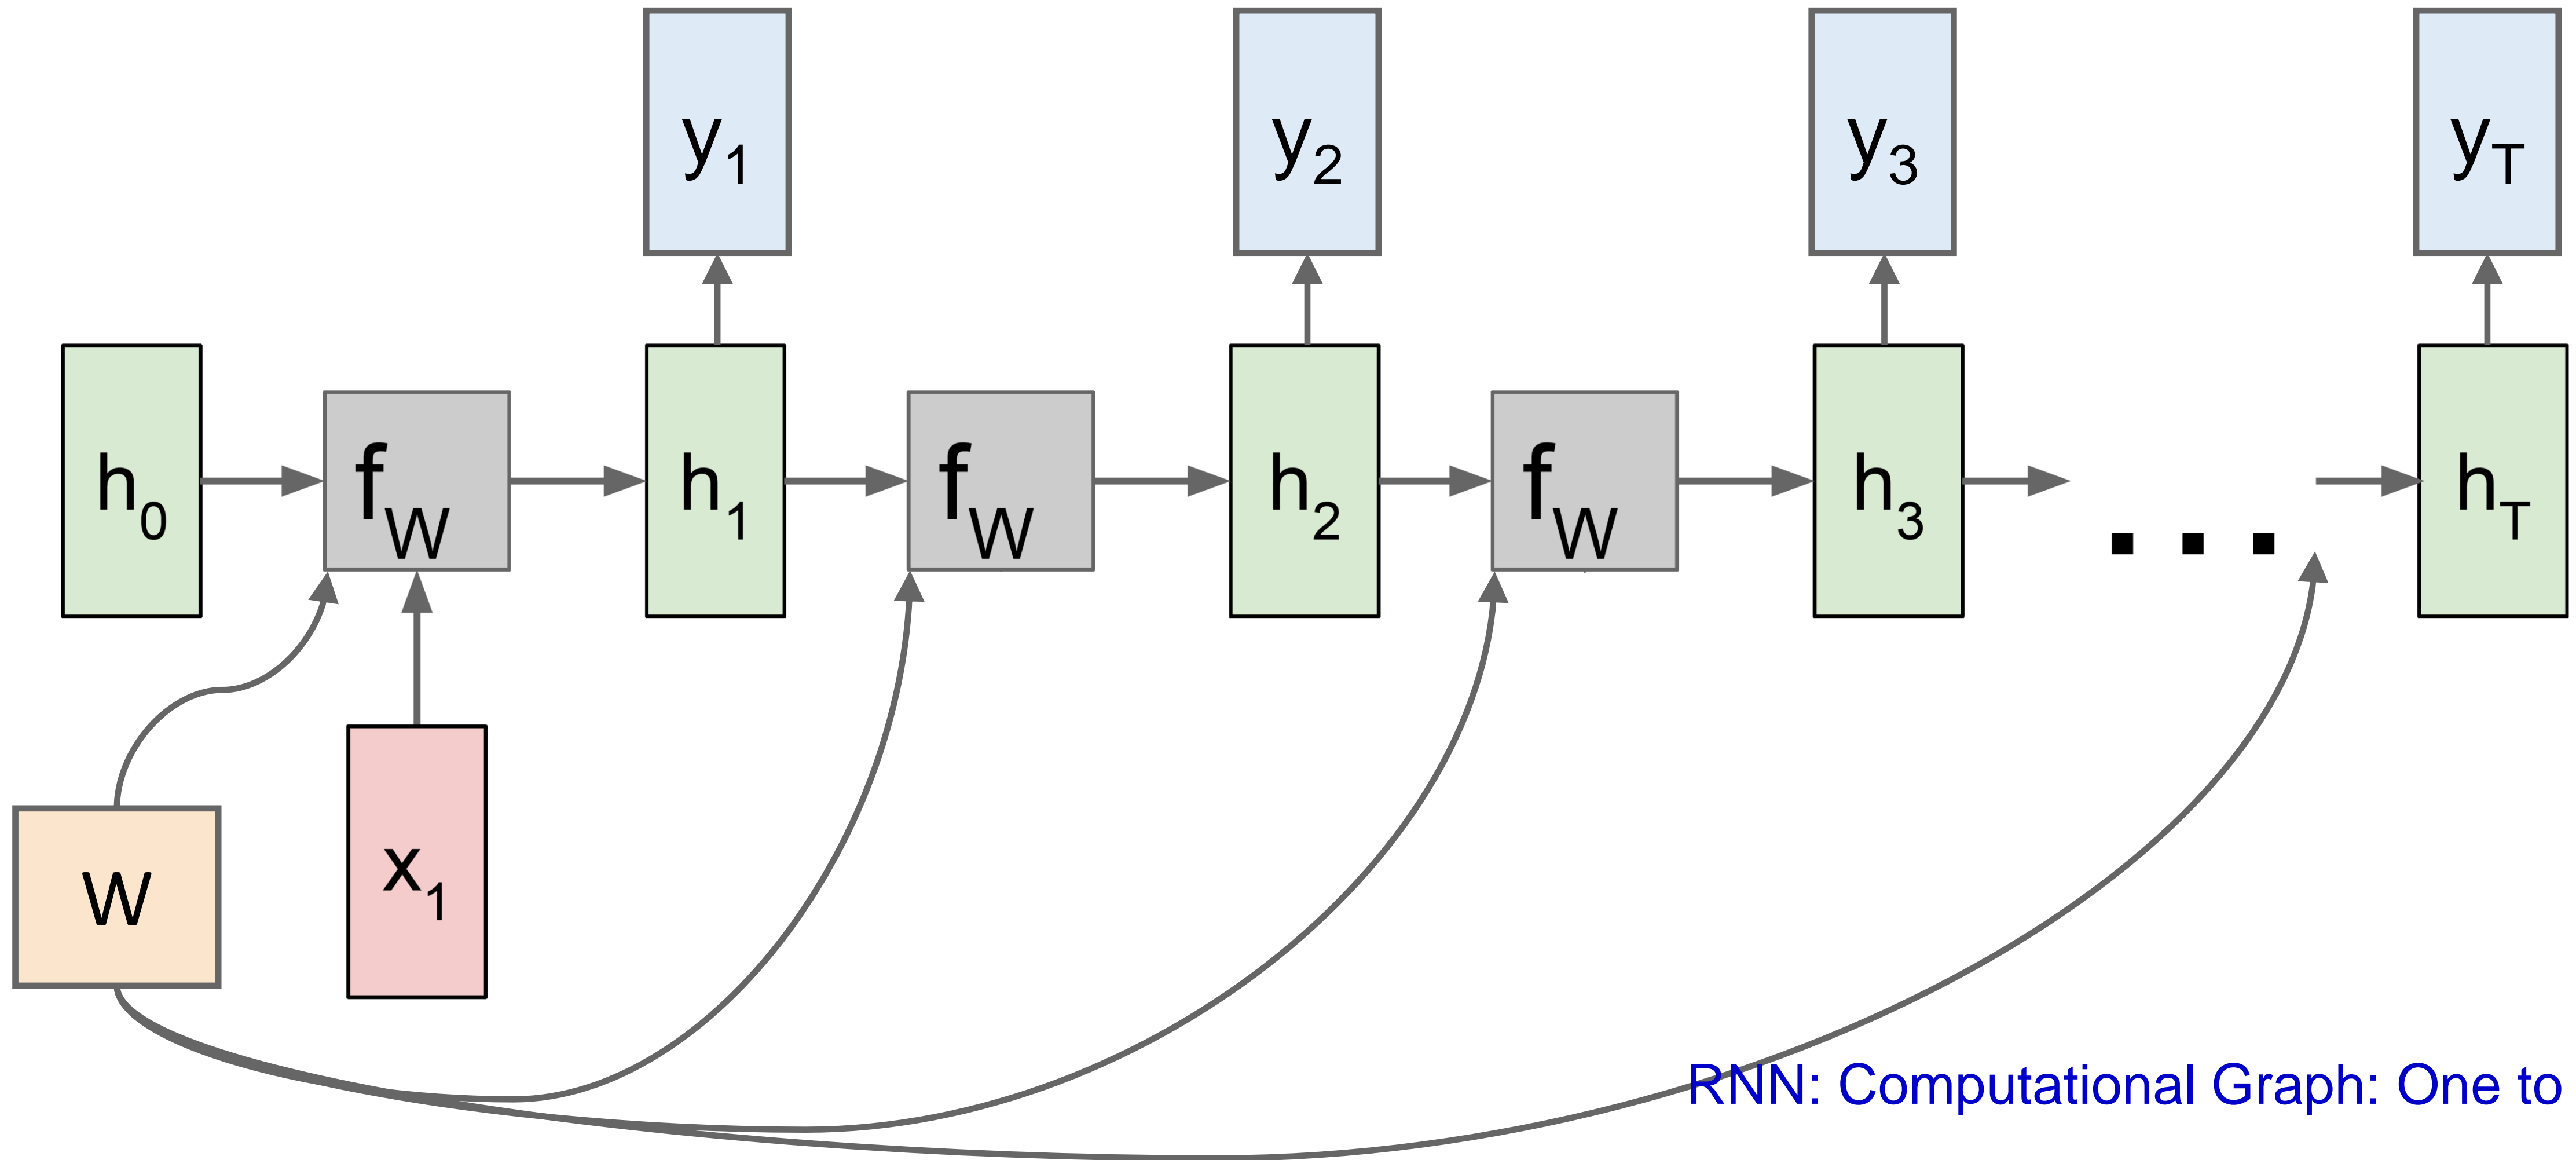 y1 y2 y3 yT
h0 fW h1 fW h2 fW h3 ... hT
W x1
RNN: Computational Graph: One to